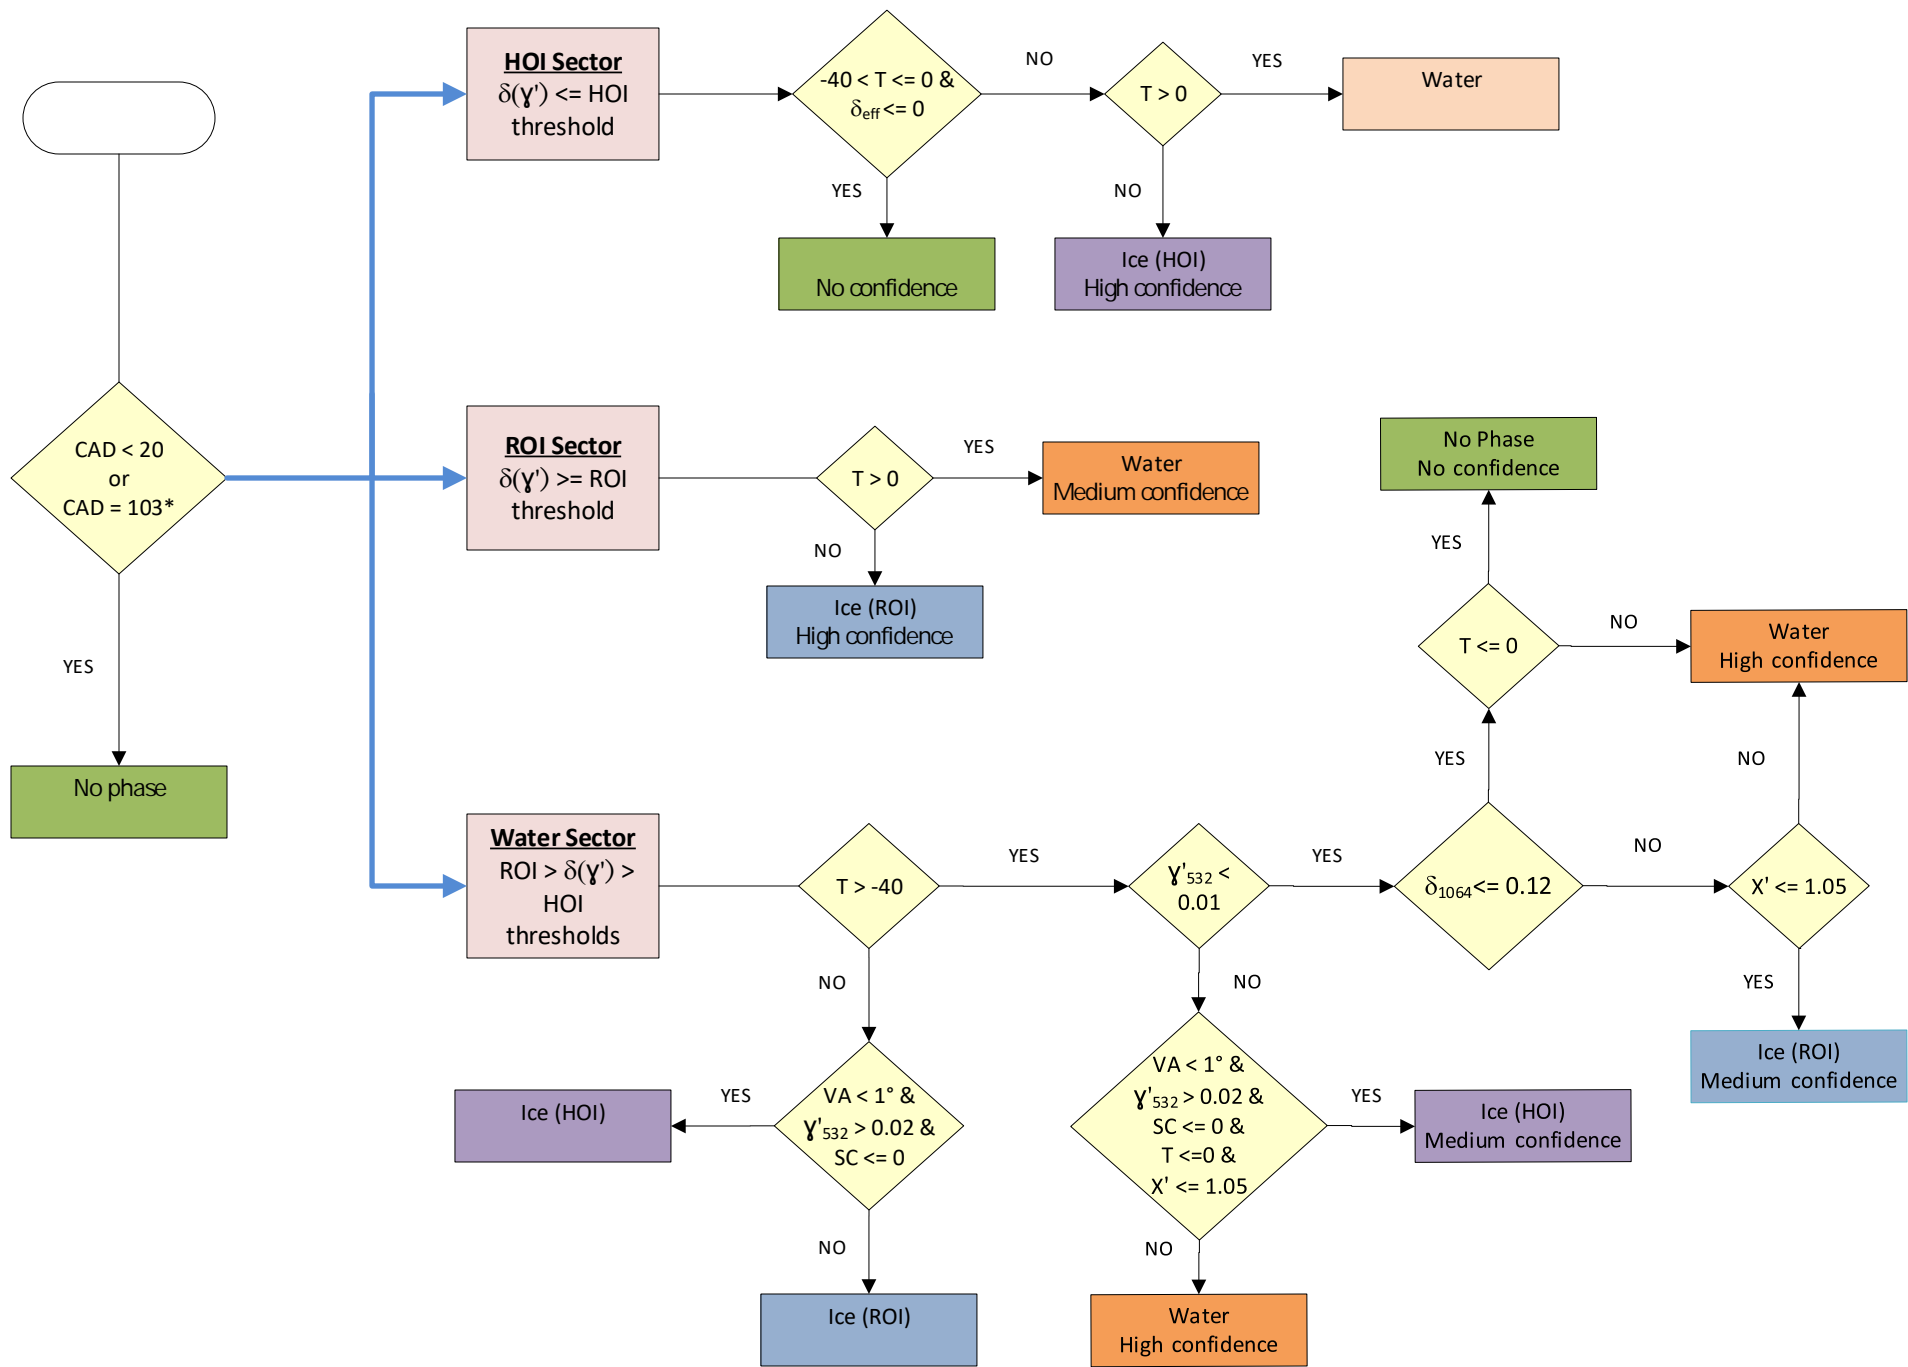 HOI Sector
δ(ɣ') <= HOI
threshold
-40 < T <= 0 &
δeff <= 0
NO
T > 0
YES
Water
YES
No confidence
NO
Ice (HOI)
High confidence
CAD < 20
or
CAD = 103*
YES
No phase
ROI Sector
δ(ɣ') >= ROI
threshold
T > 0
YES
Water
Medium confidence
NO
Ice (ROI)
High confidence
No Phase
No confidence
YES
T <= 0
NO
Water
High confidence
YES
NO
Water Sector
ROI > δ(ɣ') >
HOI
thresholds
T > -40
YES
ɣ'532 <
0.01
YES
δ1064<= 0.12
NO
X' <= 1.05
NO
NO
YES
Ice (ROI)
Medium confidence
Ice (HOI)
YES
VA < 1° &
ɣ'532 > 0.02 &
SC <= 0
NO
Ice (ROI)
VA < 1° &
ɣ'532 > 0.02 &
SC <= 0 &
T <=0 &
X' <= 1.05
YES
Ice (HOI)
Medium confidence
NO
Water
High confidence